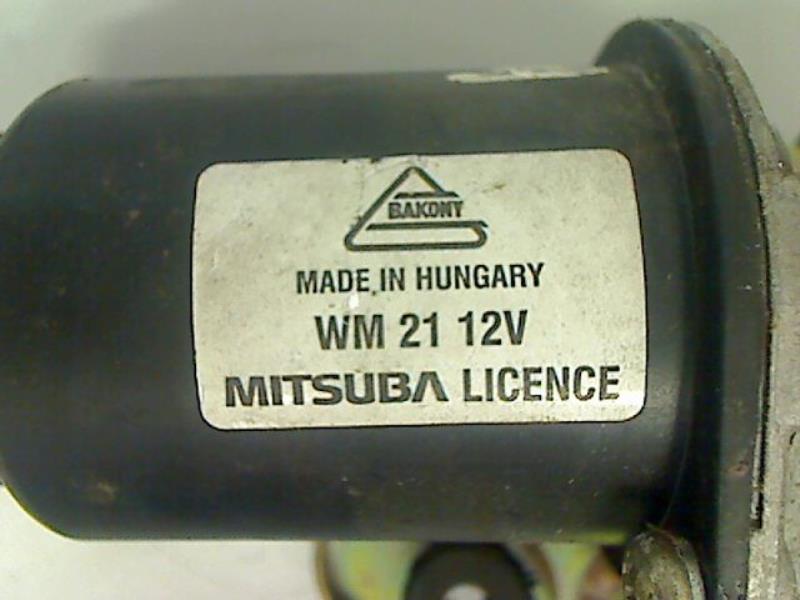 BAKONY
MADE IN HUNGARY
WM 21 12V
MITSUBA LICENCE